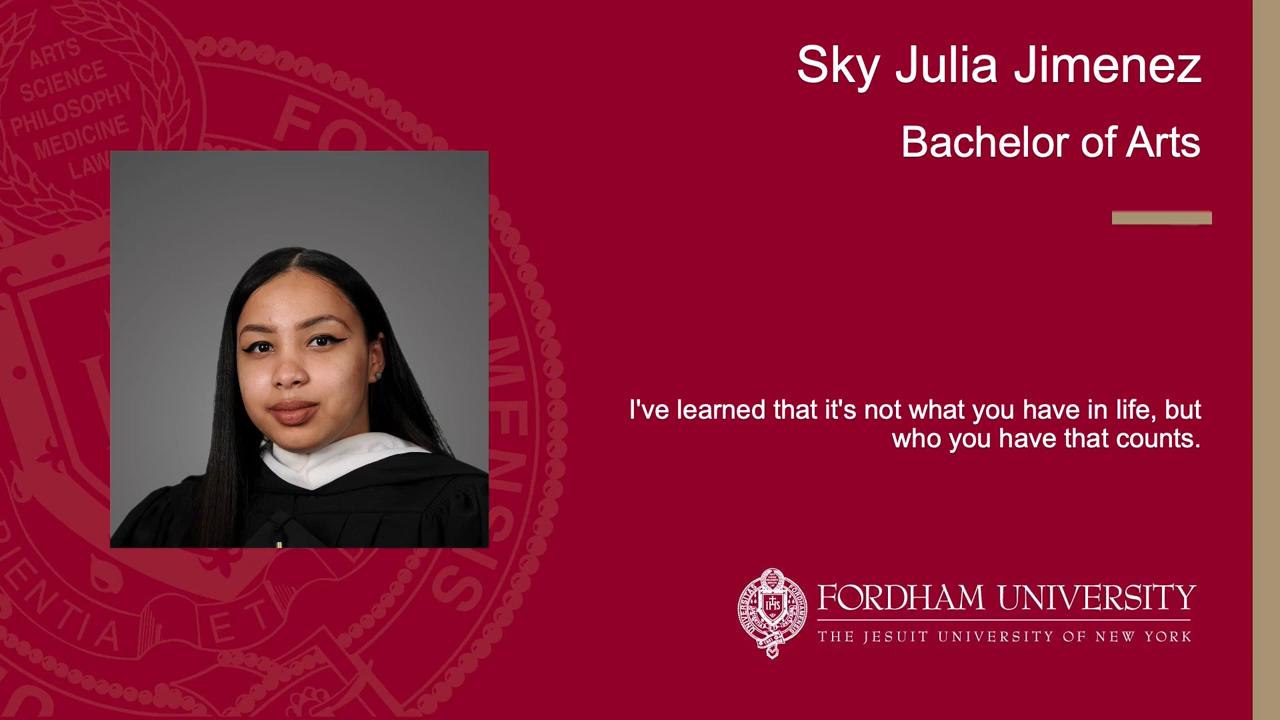 Sky Julia Jimenez
Bachelor of Arts
I've learned that it's not what you have in life, but
who you have that counts.
FORDHAM UNIVERSITY
THE JESUIT UNIVERSITY OF NEW YORK
ARTS
SCIENCE
PHILOSOPHY
MEDICINE
LAW